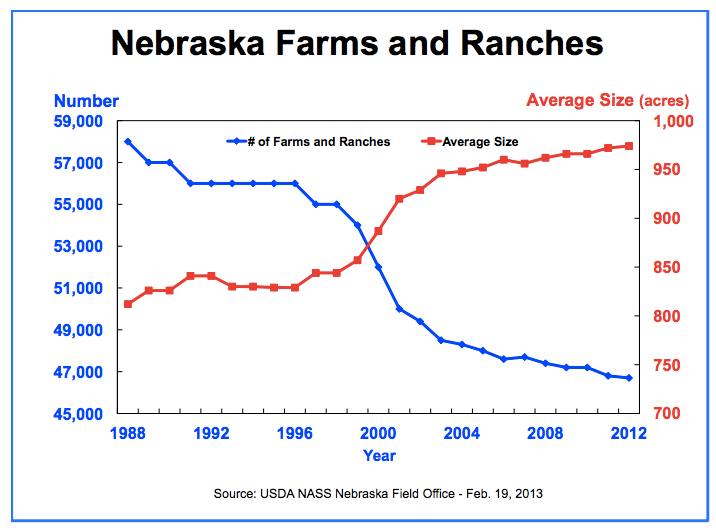 Nebraska Farms and Ranches
Number
Average Size (acres)
59,000
1,000
# of Farms and Ranches
Average Size
57,000
950
55,000
900
53,000
850
51,000
800
49,000
750
47,000
700
45,000
1988 1992 1996 2000 2004 2008 2012
Year
Source: USDA NASS Nebraska Field Office - Feb. 19, 2013